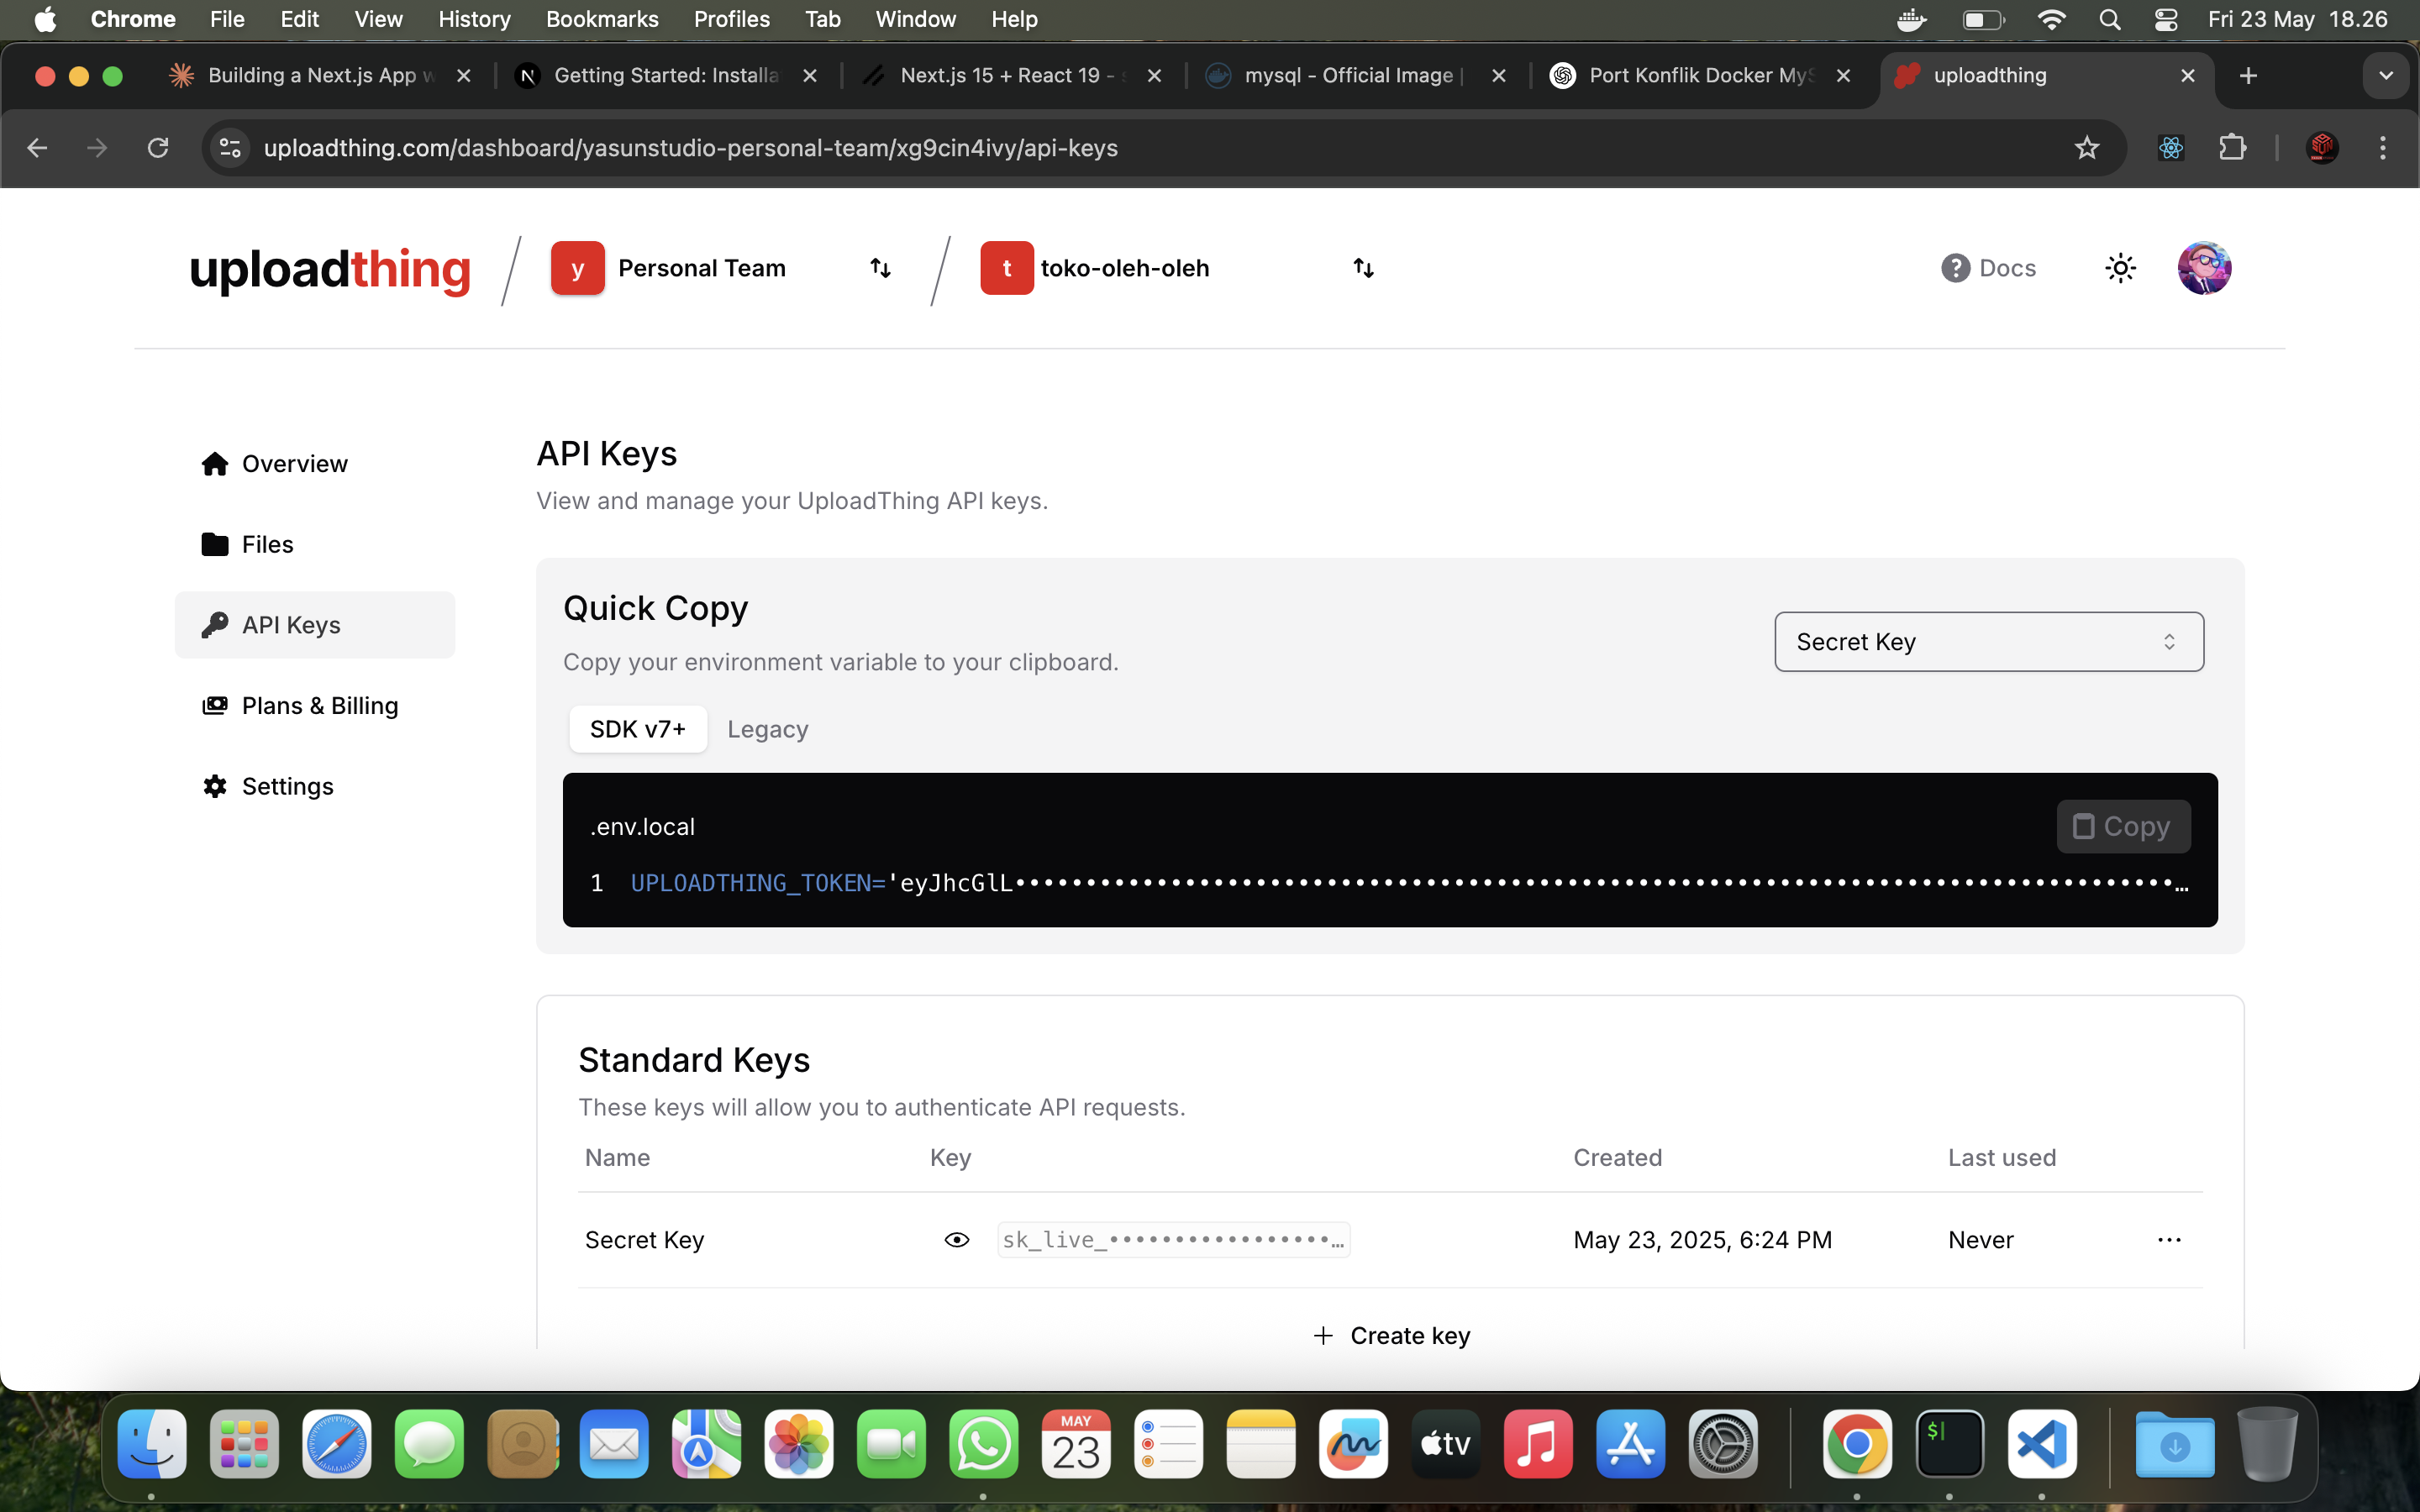 Chrome File Edit View History Bookmarks Profiles Tab Window Help Fri 23 May 18.26
Building a Next.js App w Getting Started: Installa Next.js 15 + React 19 - mysql - Official Image | Port Konflik Docker MyS uploadthing
uploadthing.com/dashboard/yasunstudio-personal-team/xg9cin4ivy/api-keys
uploadthing y Personal Team t toko-oleh-oleh ? Docs
Overview
Files
API Keys
Plans & Billing
Settings
API Keys
View and manage your UploadThing API keys.
Quick Copy
Copy your environment variable to your clipboard.
Secret Key
SDK v7+ Legacy
.env.local
Copy
1 UPLOADTHING_TOKEN='eyJhcGlL••••••••••••••••••••••••••••••••••••••••••••••••••••••••••••••••••••••••••••••••••…
Standard Keys
These keys will allow you to authenticate API requests.
Name Key Created Last used
Secret Key sk_live_•••••••••••••••••… May 23, 2025, 6:24 PM Never ...
+ Create key
MAY
23
tv
$